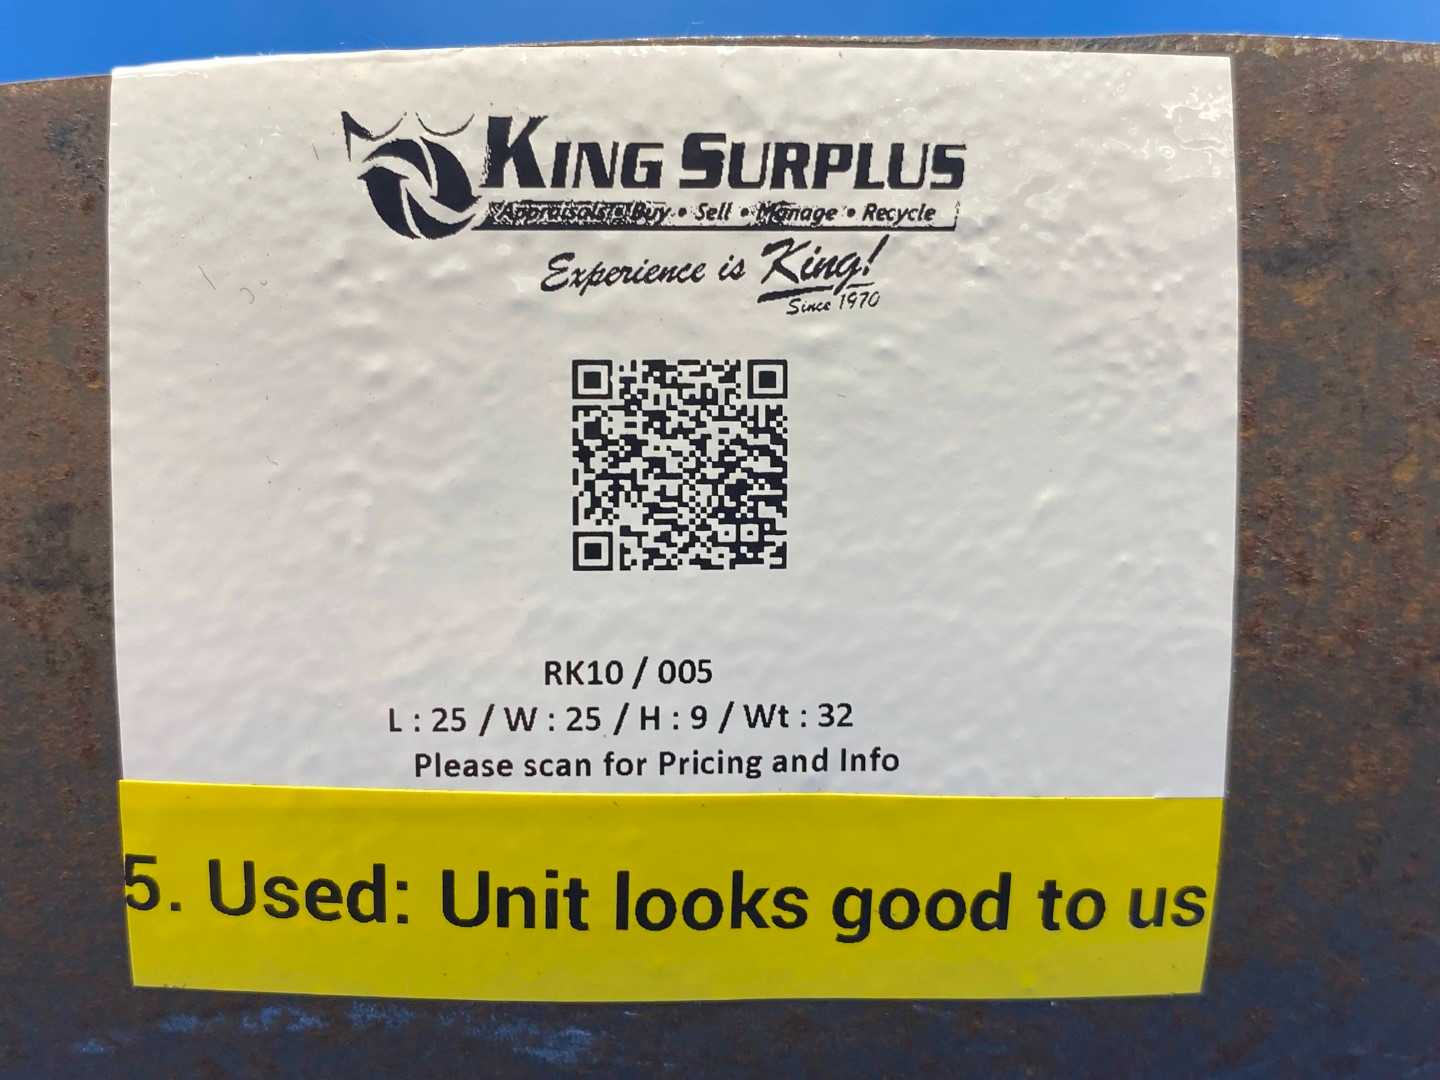 KING SURPLUS
Appraisals • Buy • Sell • Manage • Recycle
Experience is King!
Since 1970
RK10 / 005
L : 25 / W : 25 / H : 9 / Wt : 32
Please scan for Pricing and Info
5. Used: Unit looks good to us